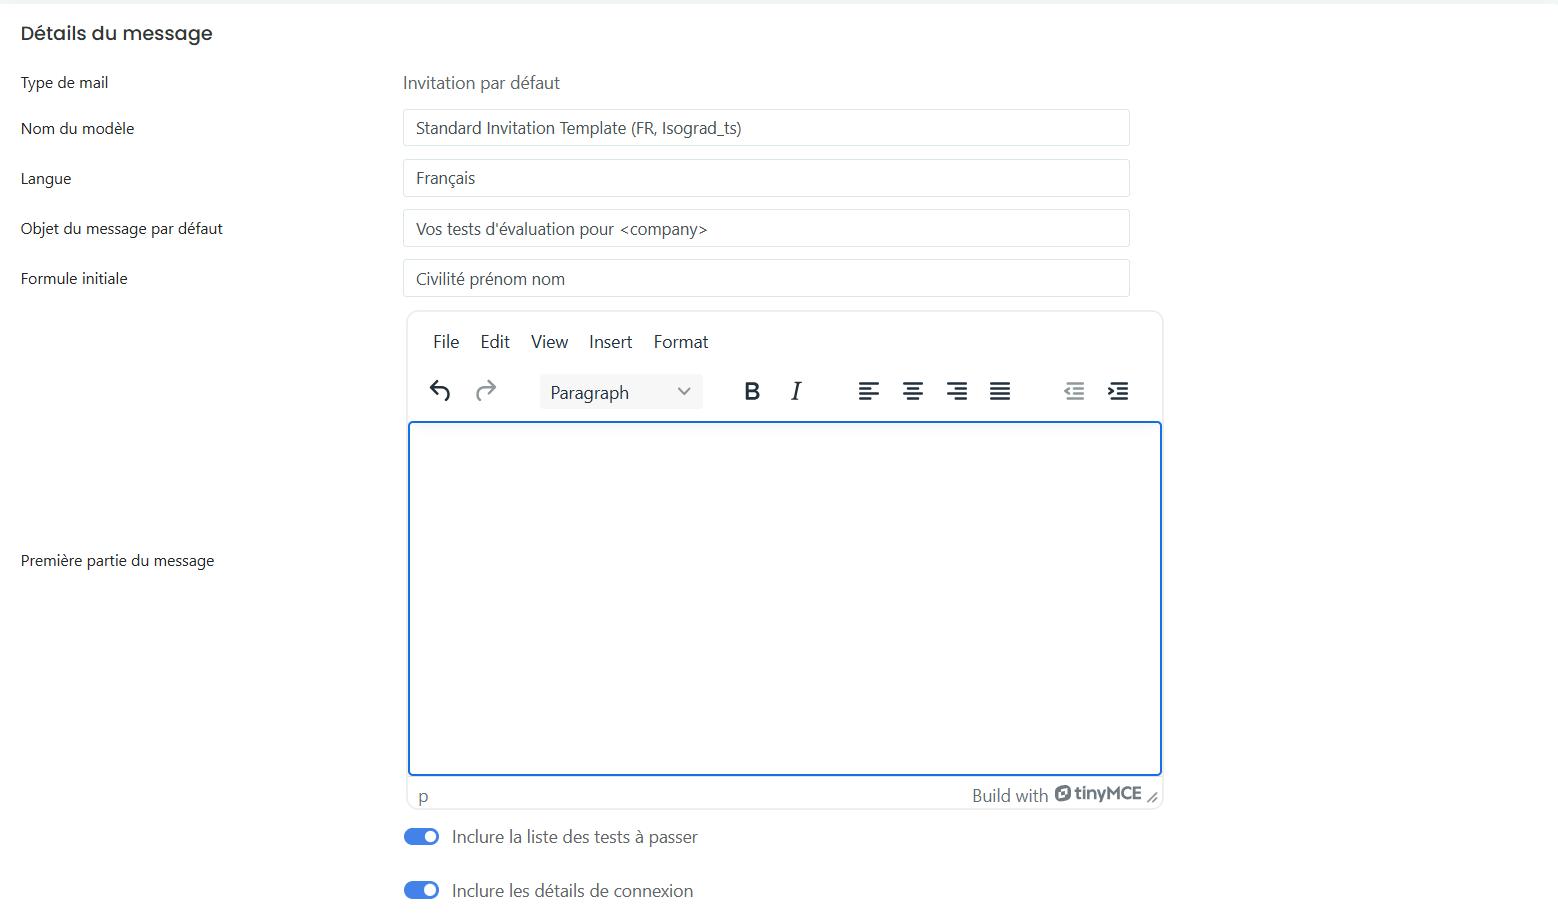 Détails du message
Type de mail
Invitation par défaut
Nom du modèle
Standard Invitation Template (FR, Isograd_ts)
Langue
Français
Objet du message par défaut
Vos tests d'évaluation pour <company>
Formule initiale
Civilité prénom nom
File Edit View Insert Format
Paragraph B I
Première partie du message
p Build with tinyMCE
Inclure la liste des tests à passer
Inclure les détails de connexion